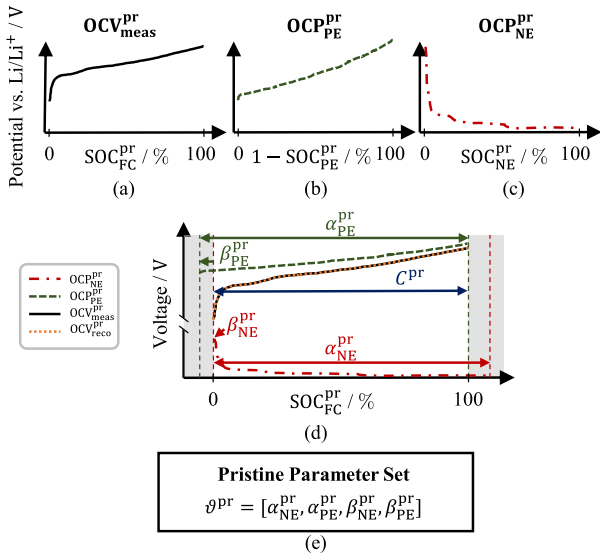 OCV^pr_meas OCP^pr_PE OCP^pr_NE
Potential vs. Li/Li⁺ / V
0 100 0 100 0 100
SOC^pr_FC / % 1 − SOC^pr_PE / % SOC^pr_NE / %
(a) (b) (c)
α^pr_PE
β^pr_PE
C^pr
β^pr_NE
α^pr_NE
Voltage / V
OCP^pr_NE
OCP^pr_PE
OCV^pr_meas
OCV^pr_reco
0 100
SOC^pr_FC / %
(d)
Pristine Parameter Set
ϑ^pr = [α^pr_NE, α^pr_PE, β^pr_NE, β^pr_PE]
(e)